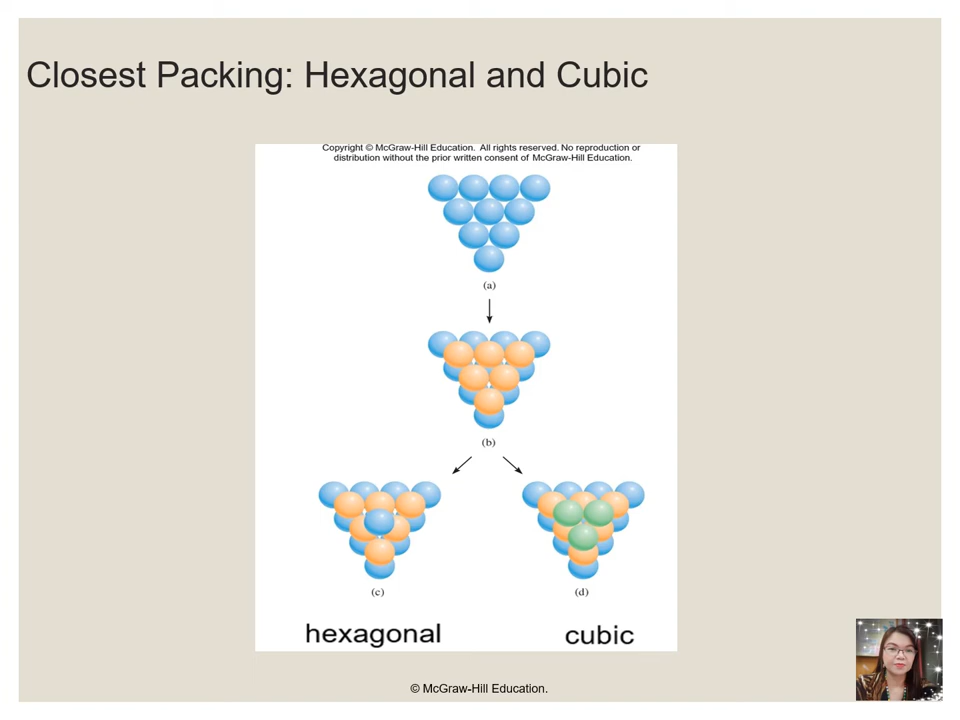 Closest Packing: Hexagonal and Cubic
Copyright © McGraw-Hill Education. All rights reserved. No reproduction or
distribution without the prior written consent of McGraw-Hill Education.
(a)
(b)
(c)
(d)
hexagonal
cubic
© McGraw-Hill Education.